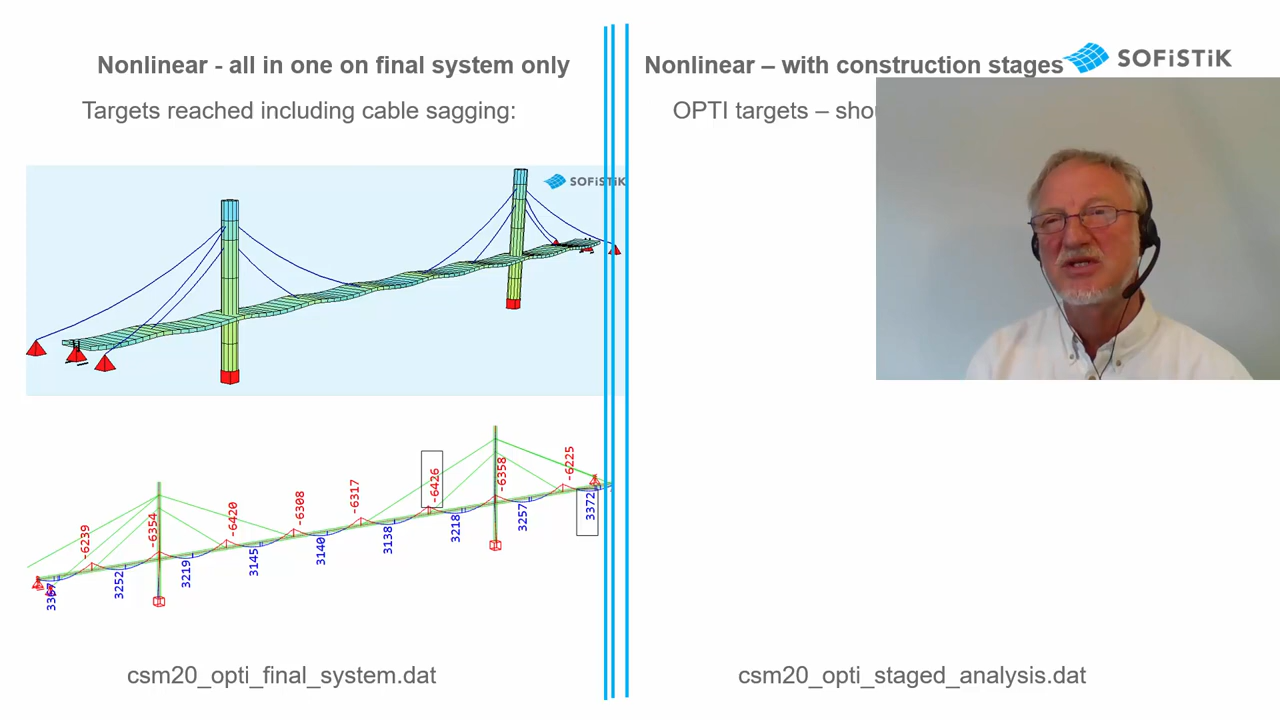 Nonlinear - all in one on final system only
Targets reached including cable sagging:
SOFiSTiK
-6239
-6354
-6420
-6308
-6317
-6426
-6358
-6225
3367
3252
3219
3145
3140
3138
3218
3257
3372
csm20_opti_final_system.dat
Nonlinear – with construction stages
SOFiSTiK
OPTI targets –
csm20_opti_staged_analysis.dat